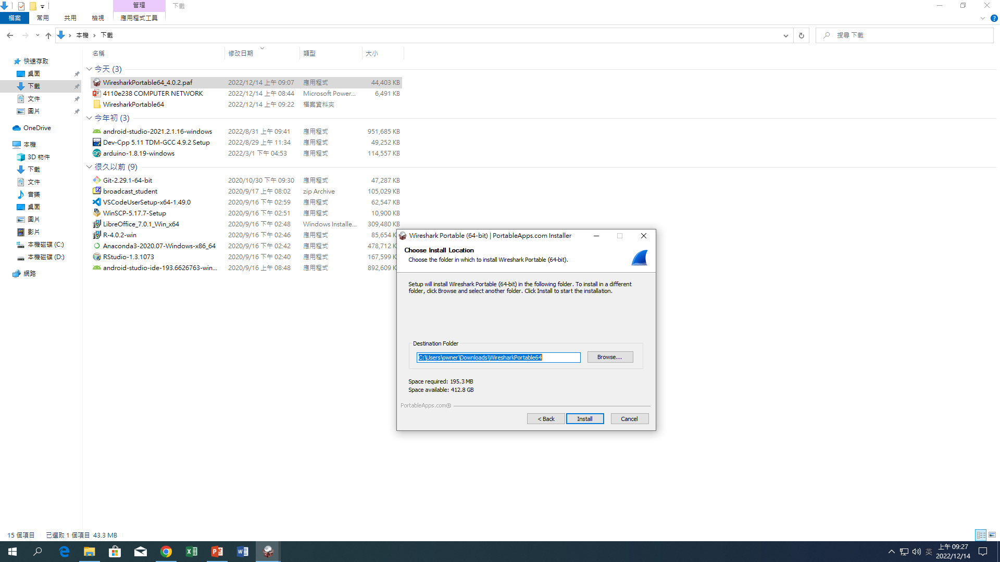 管理
下載
檔案
常用
共用
檢視
應用程式工具
本機 › 下載
搜尋 下載
名稱
修改日期
類型
大小
快速存取
桌面
下載
文件
圖片
OneDrive
本機
3D 物件
下載
文件
音樂
桌面
圖片
影片
本機磁碟 (C:)
本機磁碟 (D:)
網路
今天 (3)
WiresharkPortable64_4.0.2.paf 2022/12/14 上午 09:07 應用程式 44,403 KB
4110e238 COMPUTER NETWORK 2022/12/14 上午 08:44 Microsoft Power... 6,491 KB
WiresharkPortable64 2022/12/14 上午 09:22 檔案資料夾
今年初 (3)
android-studio-2021.2.1.16-windows 2022/8/31 上午 09:41 應用程式 951,685 KB
Dev-Cpp 5.11 TDM-GCC 4.9.2 Setup 2022/8/29 上午 11:34 應用程式 49,252 KB
arduino-1.8.19-windows 2022/3/1 下午 04:53 應用程式 114,557 KB
很久以前 (9)
Git-2.29.1-64-bit 2020/10/30 下午 09:30 應用程式 47,287 KB
broadcast_student 2020/9/17 上午 08:02 zip Archive 105,029 KB
VSCodeUserSetup-x64-1.49.0 2020/9/16 下午 02:59 應用程式 62,547 KB
WinSCP-5.17.7-Setup 2020/9/16 下午 02:51 應用程式 10,900 KB
LibreOffice_7.0.1_Win_x64 2020/9/16 下午 02:48 Windows Installe... 309,480 KB
R-4.0.2-win 2020/9/16 下午 02:46 應用程式 85,654 K
Anaconda3-2020.07-Windows-x86_64 2020/9/16 下午 02:42 應用程式 478,712 K
RStudio-1.3.1073 2020/9/16 下午 02:40 應用程式 167,599 K
android-studio-ide-193.6626763-win... 2020/9/16 上午 08:48 應用程式 892,609 K
Wireshark Portable (64-bit) | PortableApps.com Installer
Choose Install Location
Choose the folder in which to install Wireshark Portable (64-bit).
Setup will install Wireshark Portable (64-bit) in the following folder. To install in a different
folder, click Browse and select another folder. Click Install to start the installation.
Destination Folder
C:\Users\owner\Downloads\WiresharkPortable64
Browse...
Space required: 195.3 MB
Space available: 412.8 GB
PortableApps.com®
< Back
Install
Cancel
15 個項目 已選取 1 個項目 43.3 MB
英
上午 09:27
2022/12/14